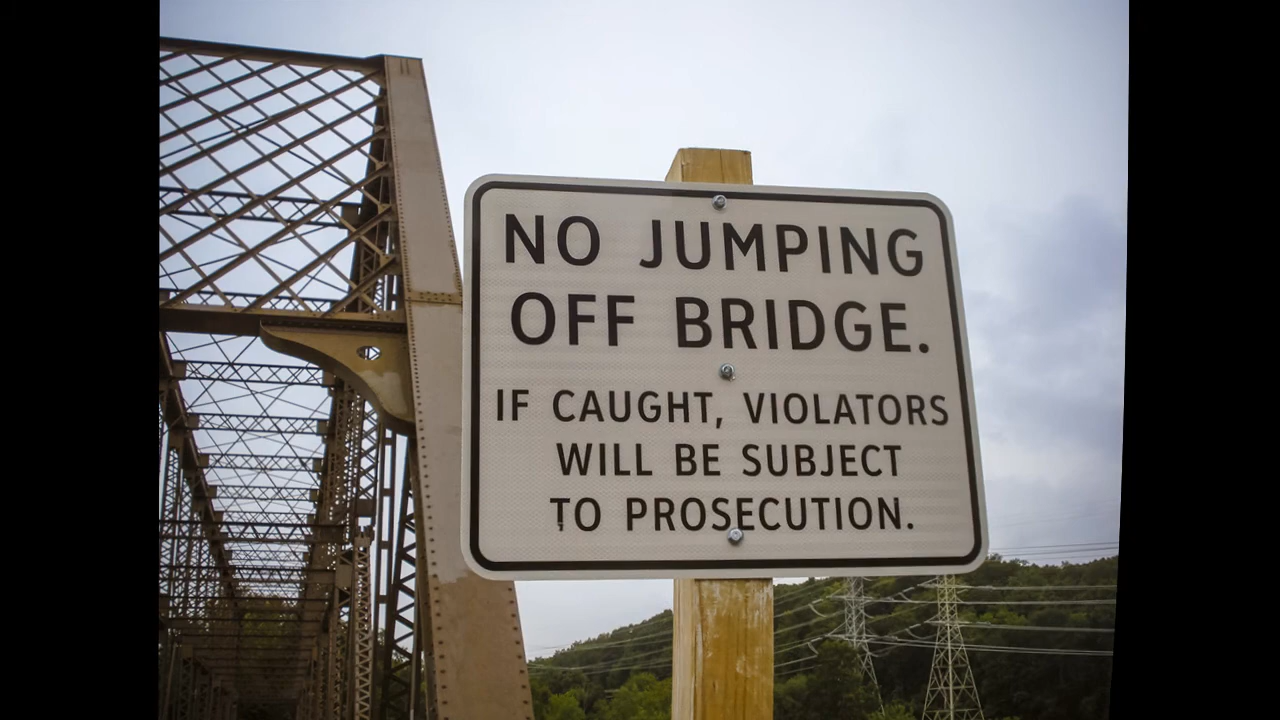 NO JUMPING
OFF BRIDGE.
IF CAUGHT, VIOLATORS
WILL BE SUBJECT
TO PROSECUTION.